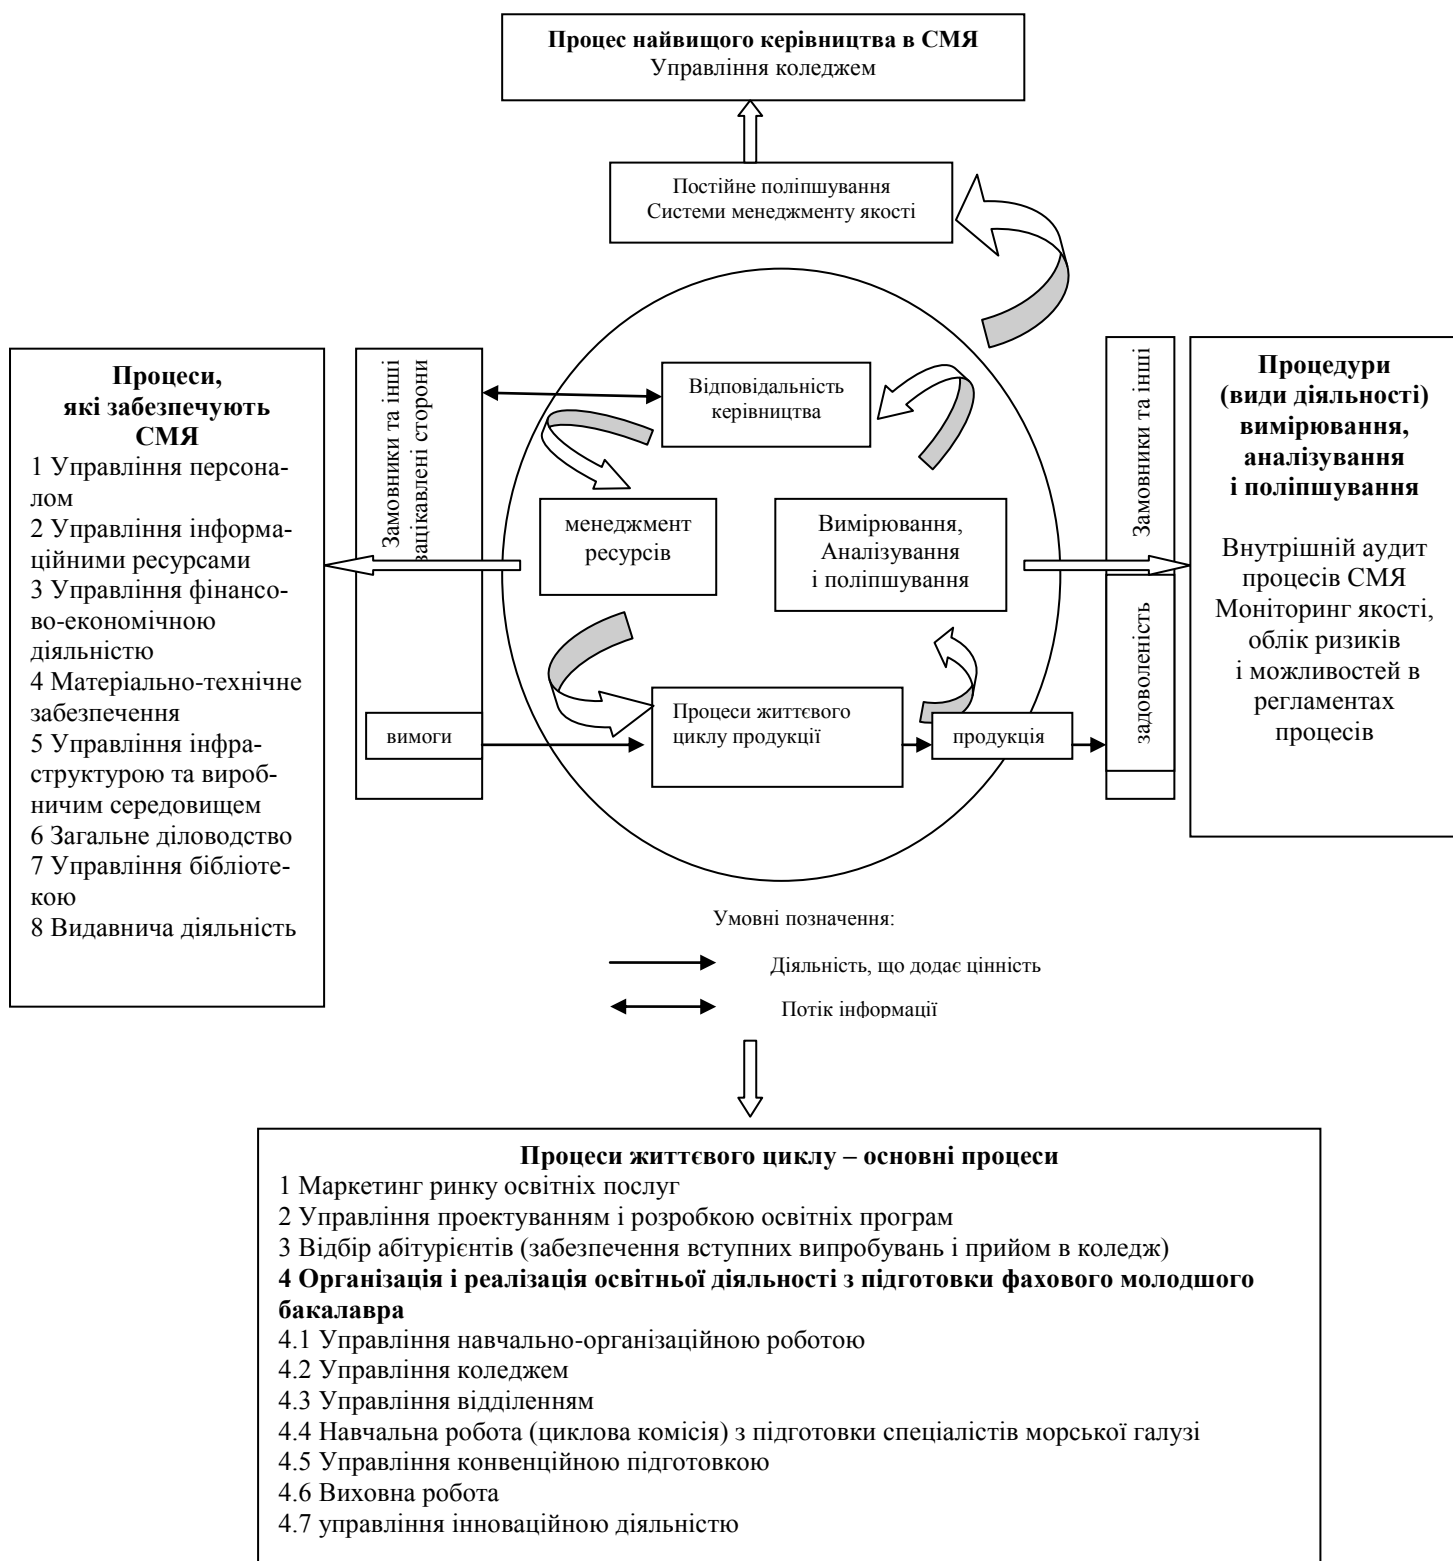 Процес найвищого керівництва в СМЯ
Управління коледжем
Постійне поліпшування
Системи менеджменту якості
Процеси,
які забезпечують
СМЯ
1 Управління персона-
лом
2 Управління інформа-
ційними ресурсами
3 Управління фінансо-
во-економічною
діяльністю
4 Матеріально-технічне
забезпечення
5 Управління інфра-
структурою та вироб-
ничим середовищем
6 Загальне діловодство
7 Управління бібліоте-
кою
8 Видавнича діяльність
Замовники та інші
зацікавлені сторони
вимоги
Відповідальність
керівництва
менеджмент
ресурсів
Вимірювання,
Аналізування
і поліпшування
Процеси життєвого
циклу продукції
продукція
Замовники та інші
задоволеність
Процедури
(види діяльності)
вимірювання,
аналізування
і поліпшування
Внутрішній аудит
процесів СМЯ
Моніторинг якості,
облік ризиків
і можливостей в
регламентах
процесів
Умовні позначення:
Діяльність, що додає цінність
Потік інформації
Процеси життєвого циклу – основні процеси
1 Маркетинг ринку освітніх послуг
2 Управління проектуванням і розробкою освітніх програм
3 Відбір абітурієнтів (забезпечення вступних випробувань і прийом в коледж)
4 Організація і реалізація освітньої діяльності з підготовки фахового молодшого
бакалавра
4.1 Управління навчально-організаційною роботою
4.2 Управління коледжем
4.3 Управління відділенням
4.4 Навчальна робота (циклова комісія) з підготовки спеціалістів морської галузі
4.5 Управління конвенційною підготовкою
4.6 Виховна робота
4.7 управління інноваційною діяльністю